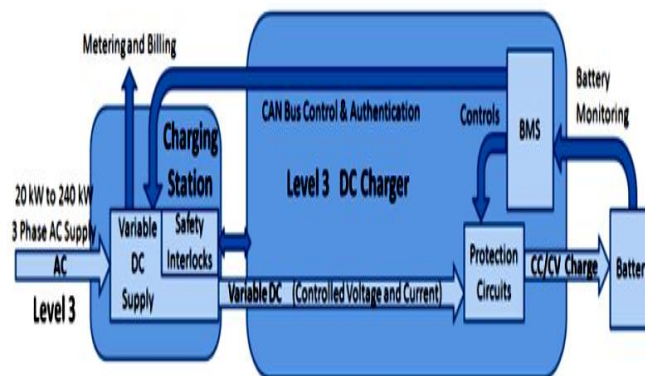 Metering and Billing
CAN Bus Control & Authentication
Controls
BMS
Battery
Monitoring
Charging
Station
Level 3 DC Charger
20 kW to 240 kW
3 Phase AC Supply
AC
Level 3
Variable
DC
Supply
Safety
Interlocks
Variable DC (Controlled Voltage and Current)
Protection
Circuits
CC/CV Charge
Batter